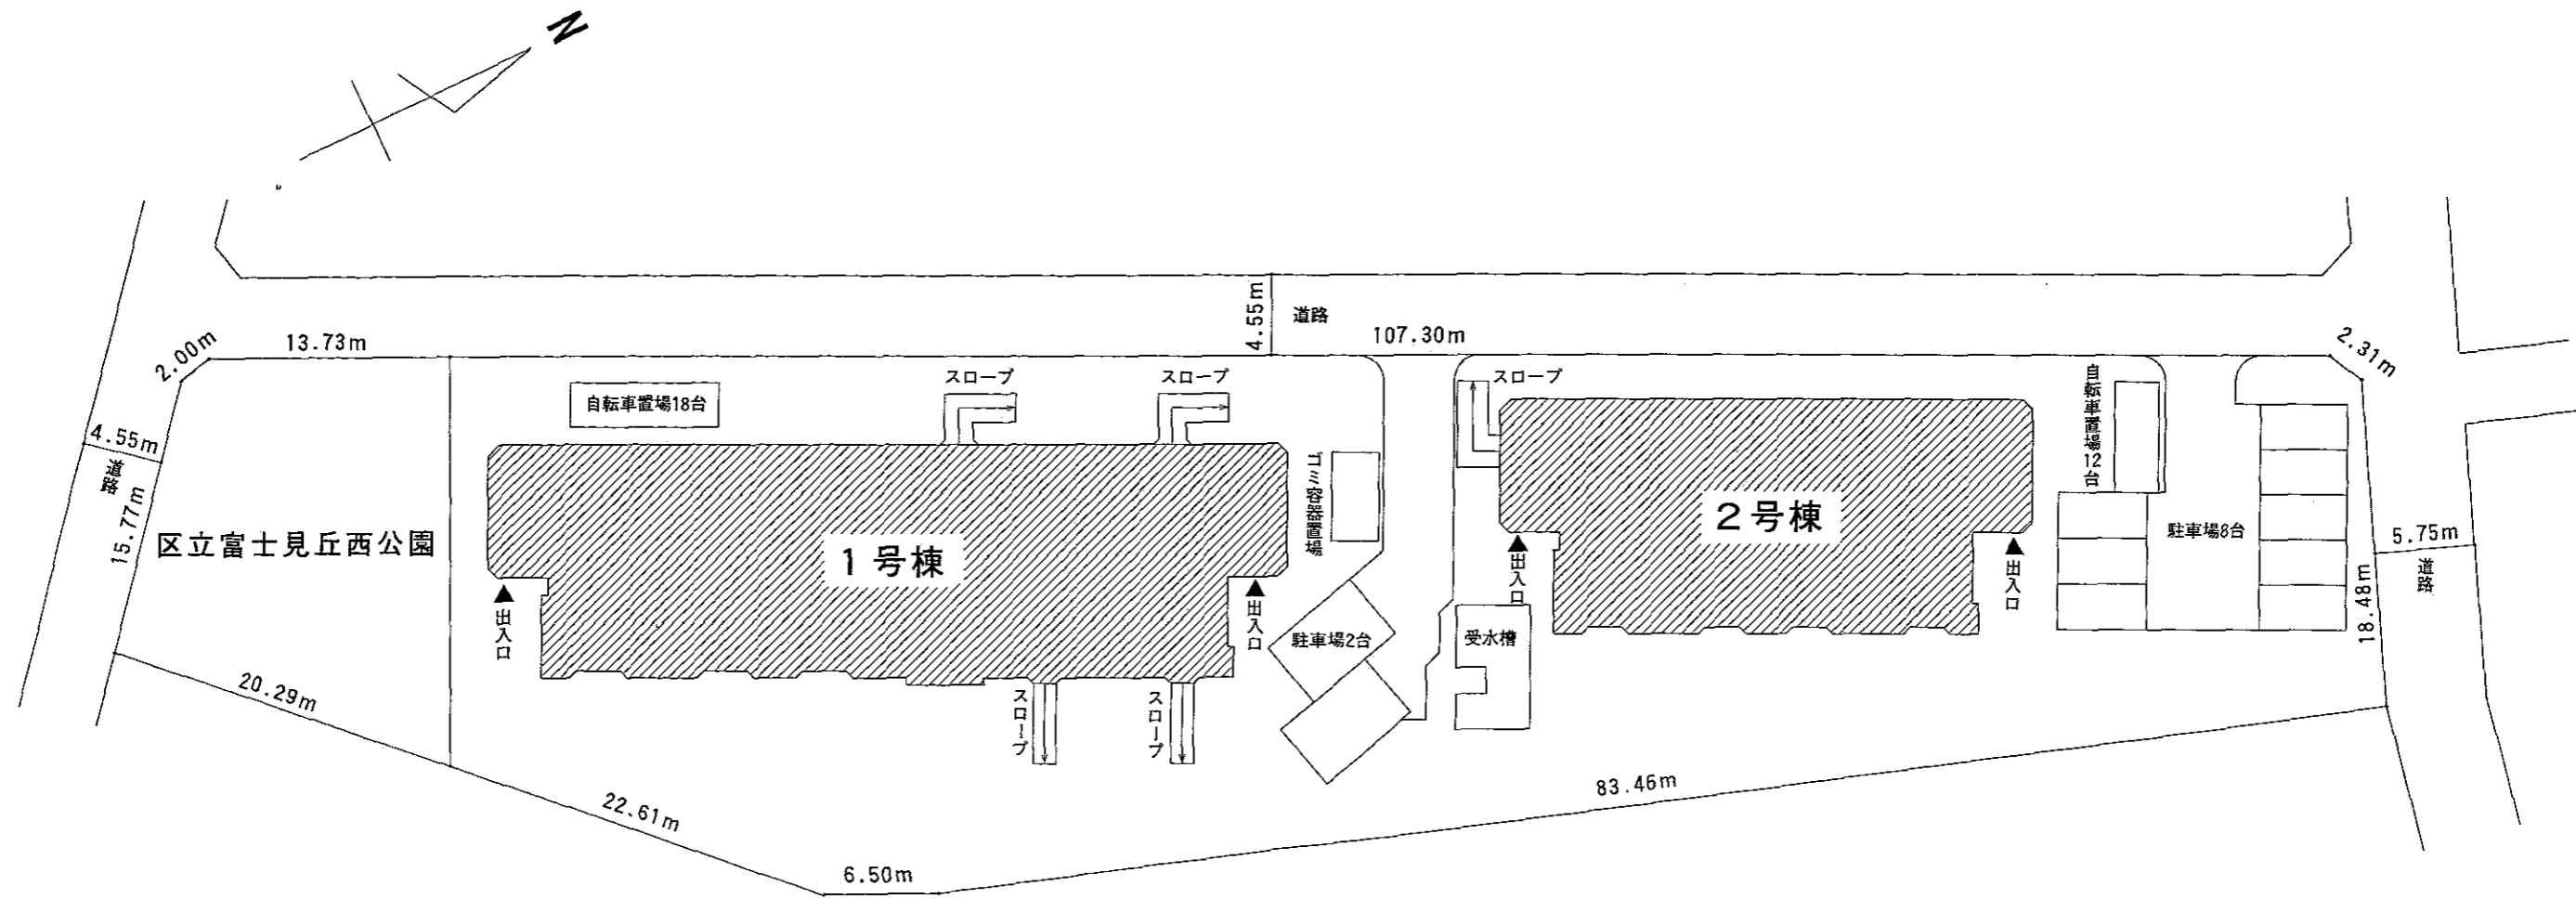 N
4.55m
道路
107.30m
13.73m
2.00m
2.31m
スロープ
スロープ
スロープ
自転車置場18台
自転車置場12台
4.55m
道路
15.77m
区立富士見丘西公園
1号棟
ゴミ容器置場
2号棟
駐車場8台
5.75m
道路
18.48m
出入口
出入口
出入口
出入口
駐車場2台
受水槽
スロープ
スロープ
20.29m
22.61m
6.50m
83.46m